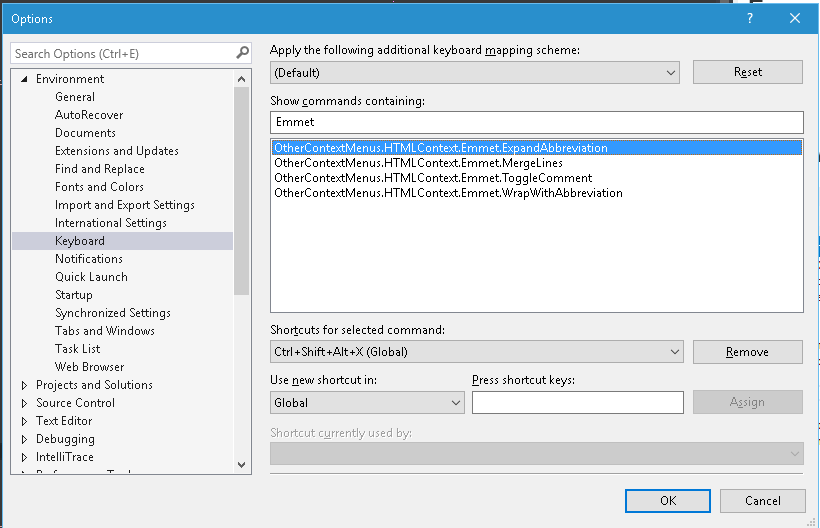 Options
Search Options (Ctrl+E)
Environment
General
AutoRecover
Documents
Extensions and Updates
Find and Replace
Fonts and Colors
Import and Export Settings
International Settings
Keyboard
Notifications
Quick Launch
Startup
Synchronized Settings
Tabs and Windows
Task List
Web Browser
Projects and Solutions
Source Control
Text Editor
Debugging
IntelliTrace
Apply the following additional keyboard mapping scheme:
(Default)
Reset
Show commands containing:
Emmet
OtherContextMenus.HTMLContext.Emmet.ExpandAbbreviation
OtherContextMenus.HTMLContext.Emmet.MergeLines
OtherContextMenus.HTMLContext.Emmet.ToggleComment
OtherContextMenus.HTMLContext.Emmet.WrapWithAbbreviation
Shortcuts for selected command:
Ctrl+Shift+Alt+X (Global)
Remove
Use new shortcut in:
Press shortcut keys:
Global
Assign
Shortcut currently used by:
OK
Cancel